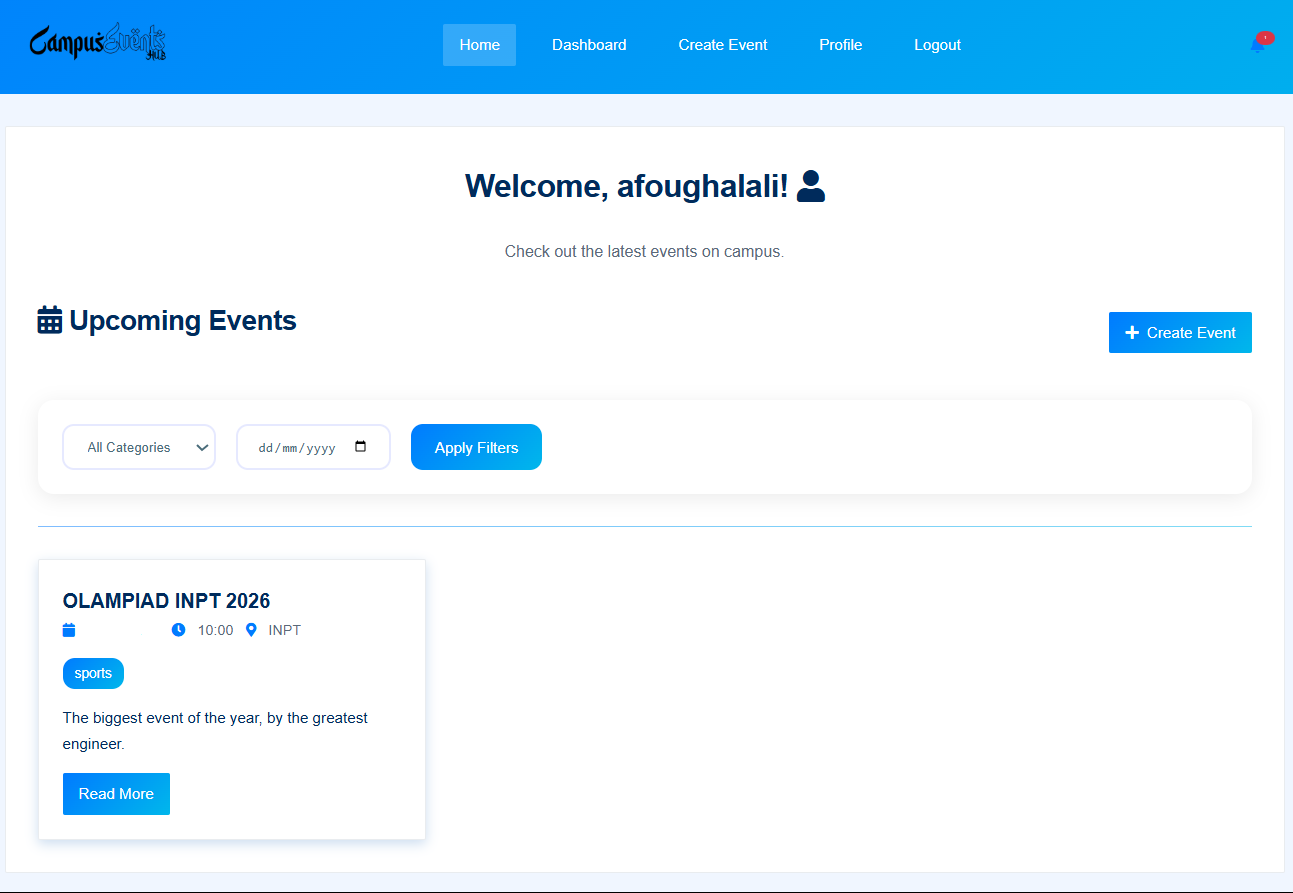 Campus Events HUB
Home Dashboard Create Event Profile Logout
Welcome, afoughalali!
Check out the latest events on campus.
Upcoming Events
Create Event
All Categories dd/mm/yyyy Apply Filters
OLAMPIAD INPT 2026
10:00 INPT
sports
The biggest event of the year, by the greatest
engineer.
Read More